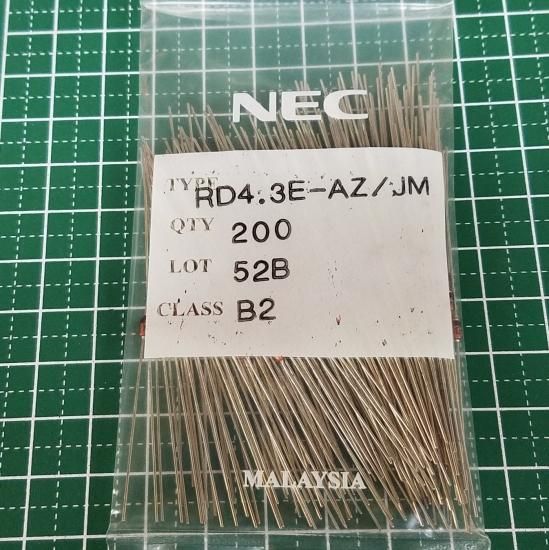 NEC
TYPE RD4.3E-AZ/JM
QTY 200
LOT 52B
CLASS B2
MALAYSIA